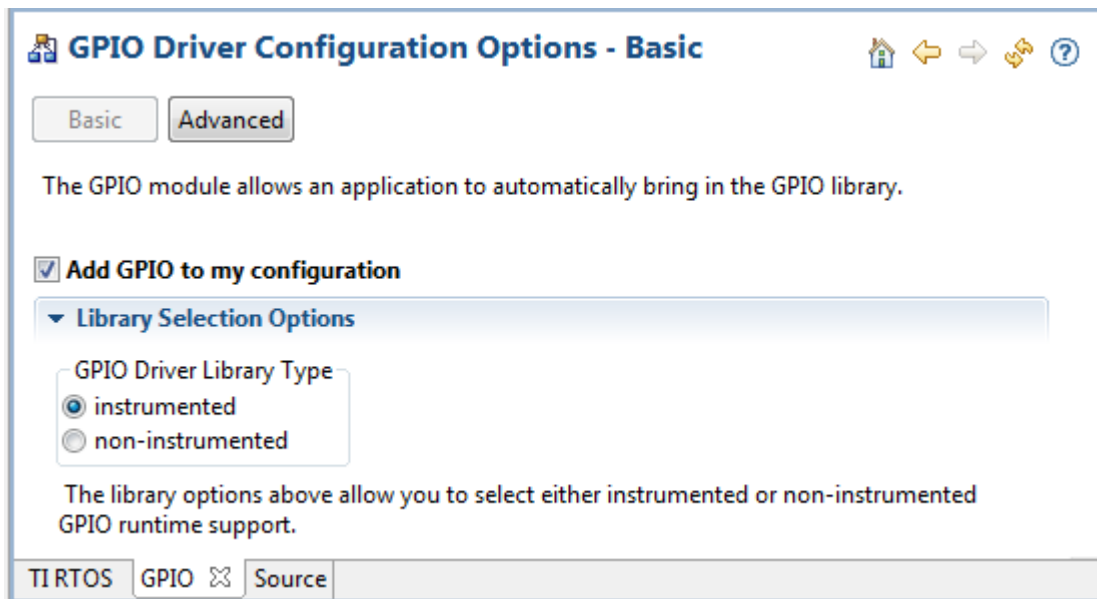 GPIO Driver Configuration Options - Basic
Basic Advanced
The GPIO module allows an application to automatically bring in the GPIO library.
Add GPIO to my configuration
Library Selection Options
GPIO Driver Library Type
instrumented
non-instrumented
The library options above allow you to select either instrumented or non-instrumented
GPIO runtime support.
TI RTOS GPIO Source